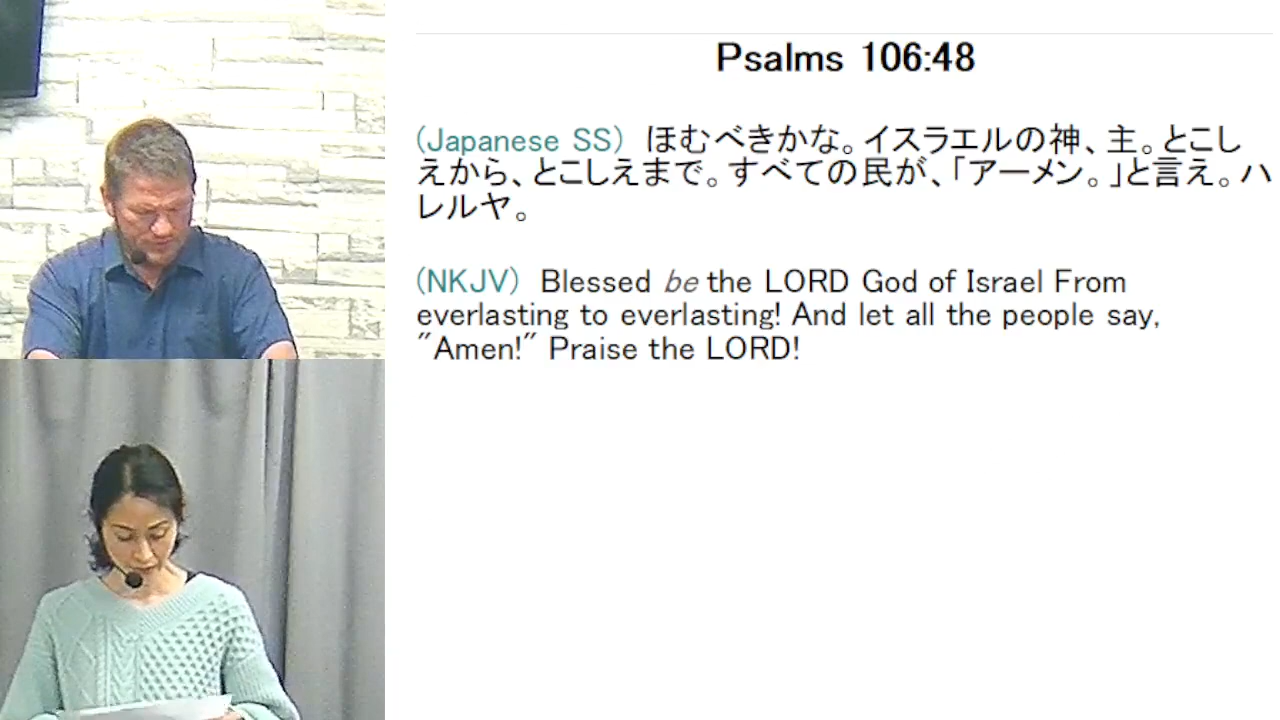 Psalms 106:48
(Japanese SS) ほむべきかな。イスラエルの神、主。とこし
えから、とこしえまで。すべての民が、「アーメン。」と言え。ハ
レルヤ。
(NKJV) Blessed be the LORD God of Israel From
everlasting to everlasting! And let all the people say,
"Amen!" Praise the LORD!